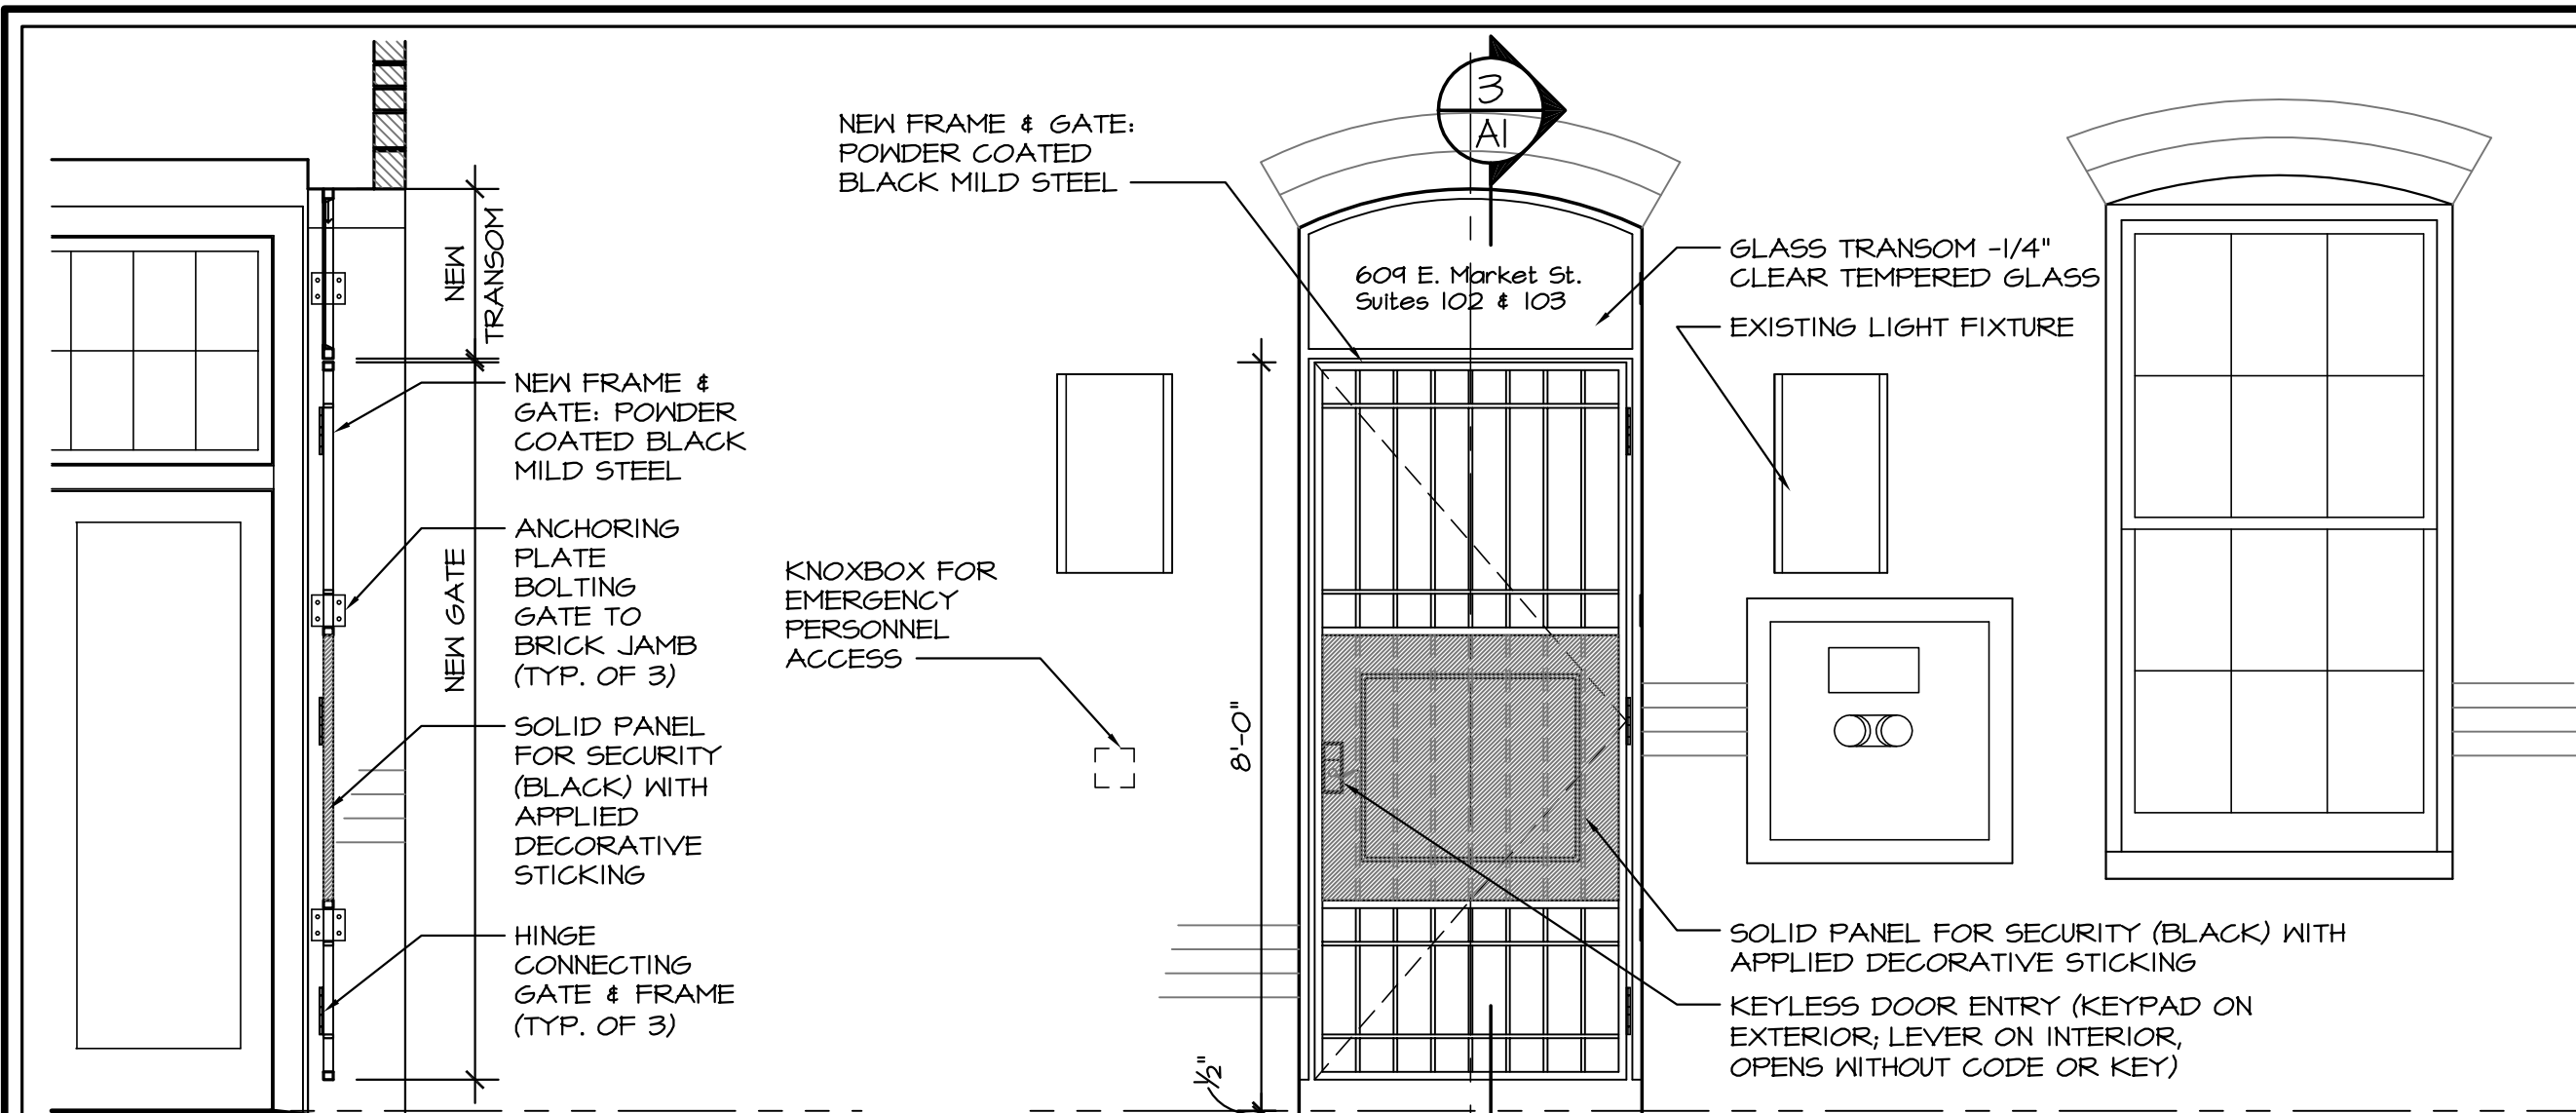 NEW
TRANSOM
NEW FRAME &
GATE: POWDER
COATED BLACK
MILD STEEL
NEW GATE
ANCHORING
PLATE
BOLTING
GATE TO
BRICK JAMB
(TYP. OF 3)
SOLID PANEL
FOR SECURITY
(BLACK) WITH
APPLIED
DECORATIVE
STICKING
HINGE
CONNECTING
GATE & FRAME
(TYP. OF 3)
NEW FRAME & GATE:
POWDER COATED
BLACK MILD STEEL
KNOXBOX FOR
EMERGENCY
PERSONNEL
ACCESS
8'-0"
1/2"
3
A1
609 E. Market St.
Suites 102 & 103
GLASS TRANSOM -1/4"
CLEAR TEMPERED GLASS
EXISTING LIGHT FIXTURE
SOLID PANEL FOR SECURITY (BLACK) WITH
APPLIED DECORATIVE STICKING
KEYLESS DOOR ENTRY (KEYPAD ON
EXTERIOR; LEVER ON INTERIOR,
OPENS WITHOUT CODE OR KEY)